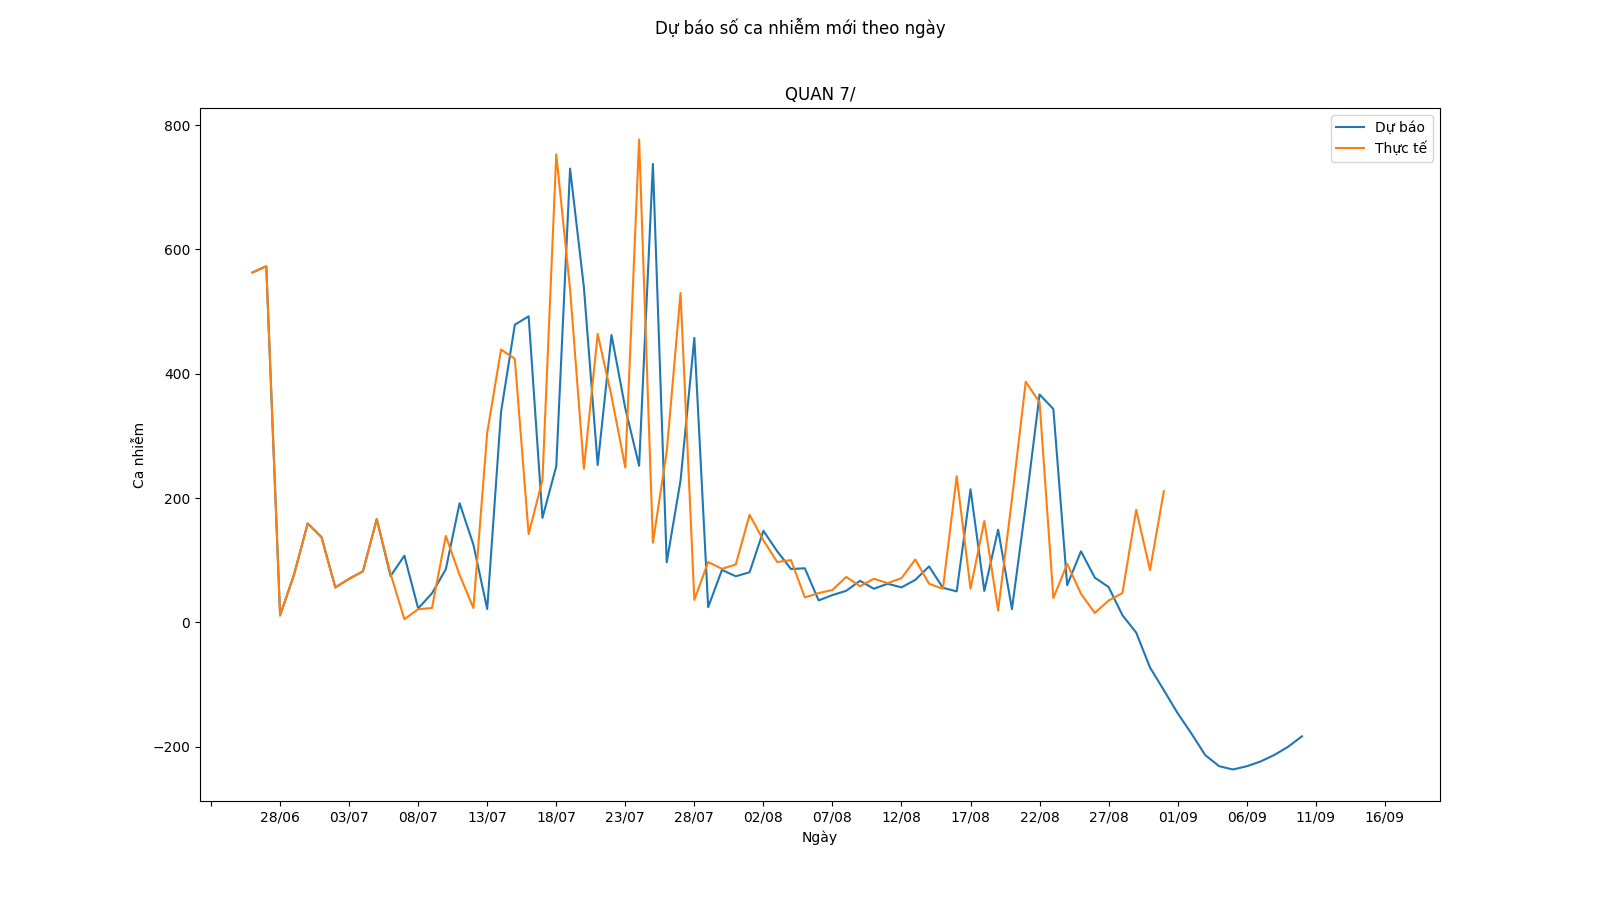 Dự báo số ca nhiễm mới theo ngày
QUAN 7/
Dự báo
Thực tế
800
600
400
200
0
−200
Ca nhiễm
28/06 03/07 08/07 13/07 18/07 23/07 28/07 02/08 07/08 12/08 17/08 22/08 27/08 01/09 06/09 11/09 16/09
Ngày